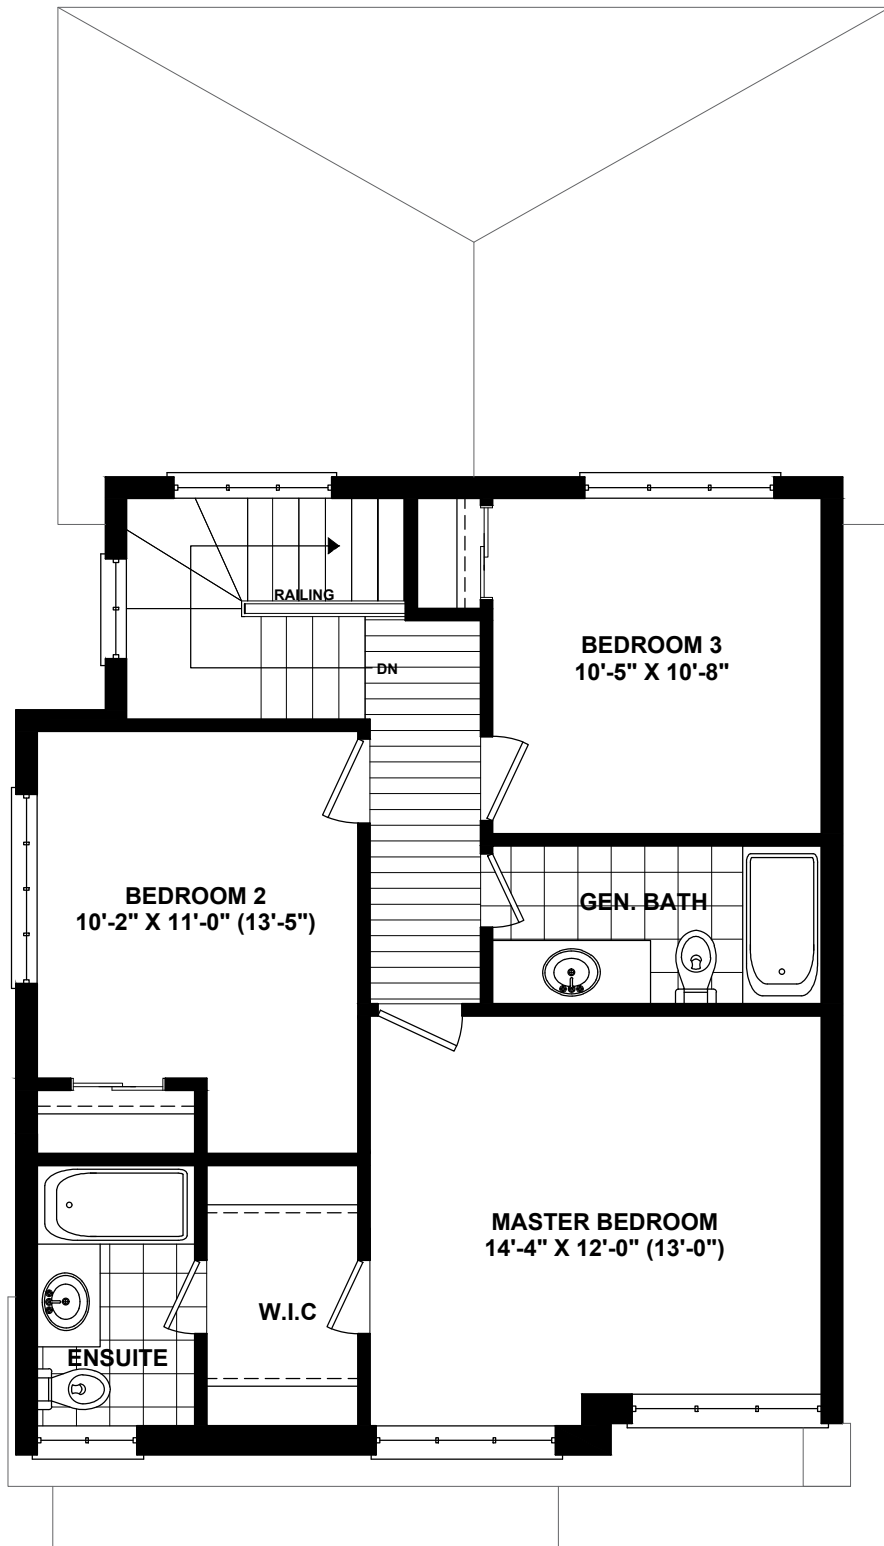 RAILING
DN
BEDROOM 3
10'-5" X 10'-8"
BEDROOM 2
10'-2" X 11'-0" (13'-5")
GEN. BATH
MASTER BEDROOM
14'-4" X 12'-0" (13'-0")
W.I.C
ENSUITE